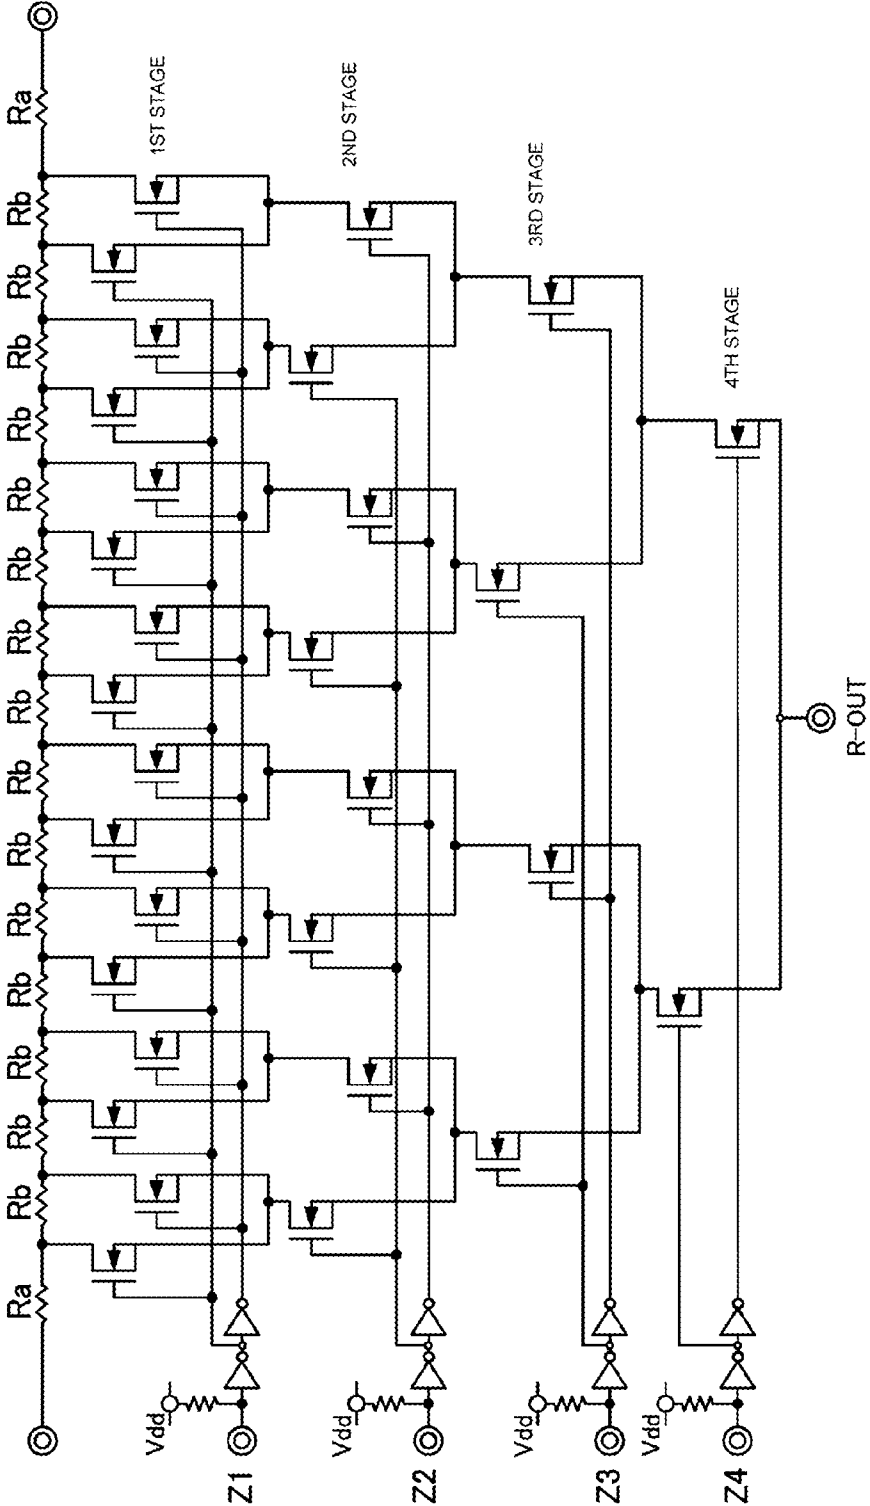 Ra Rb Rb Rb Rb Rb Rb Rb Rb Rb Rb Rb Rb Rb Rb Rb Ra
Vdd
1ST STAGE
Z1
Vdd
2ND STAGE
Z2
Vdd
3RD STAGE
Z3
Vdd
4TH STAGE
Z4
R-OUT